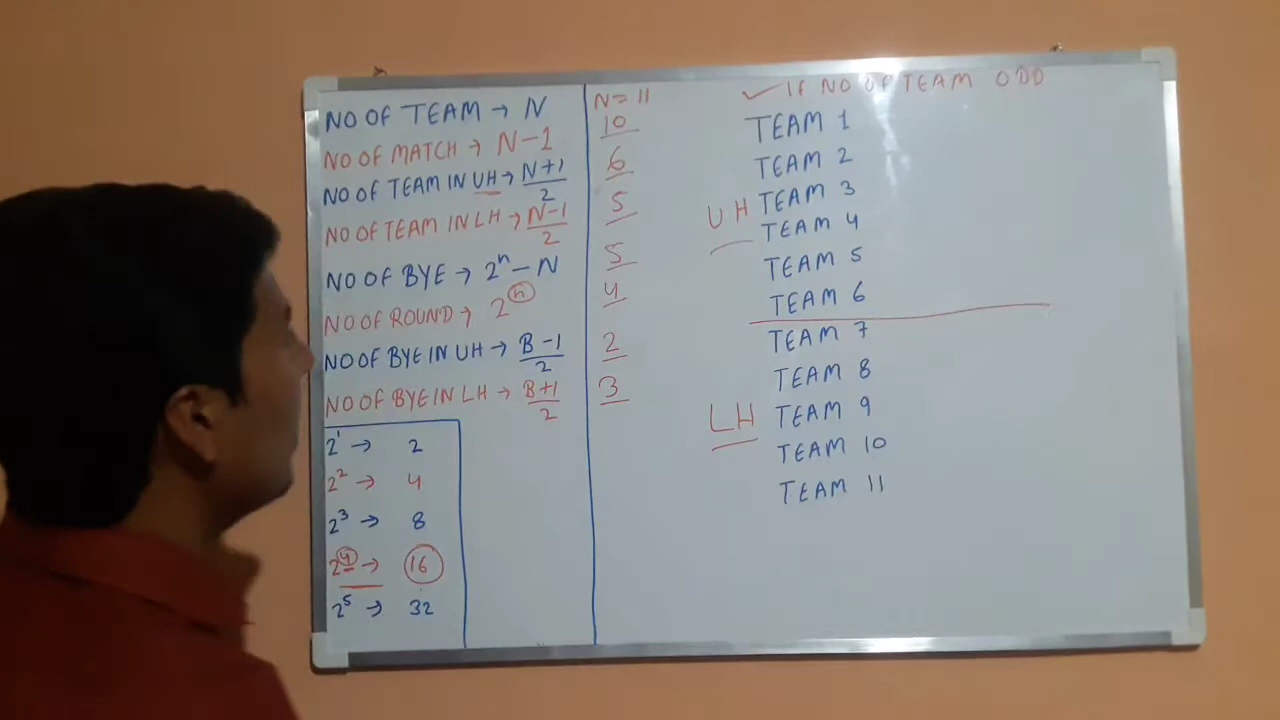 NO OF TEAM → N
NO OF MATCH → N-1
NO OF TEAM IN UH → N+1/2
NO OF TEAM IN LH → N-1/2
NO OF BYE → 2ⁿ - N
NO OF ROUND → 2ⁿ
NO OF BYE IN UH → B-1/2
NO OF BYE IN LH → B+1/2
2¹ → 2
2² → 4
2³ → 8
2⁴ → 16
2⁵ → 32
N = 11
10
6
5
5
4
2
3
✓ IF NO OF TEAM ODD
TEAM 1
TEAM 2
UH TEAM 3
TEAM 4
TEAM 5
TEAM 6
TEAM 7
TEAM 8
LH TEAM 9
TEAM 10
TEAM 11